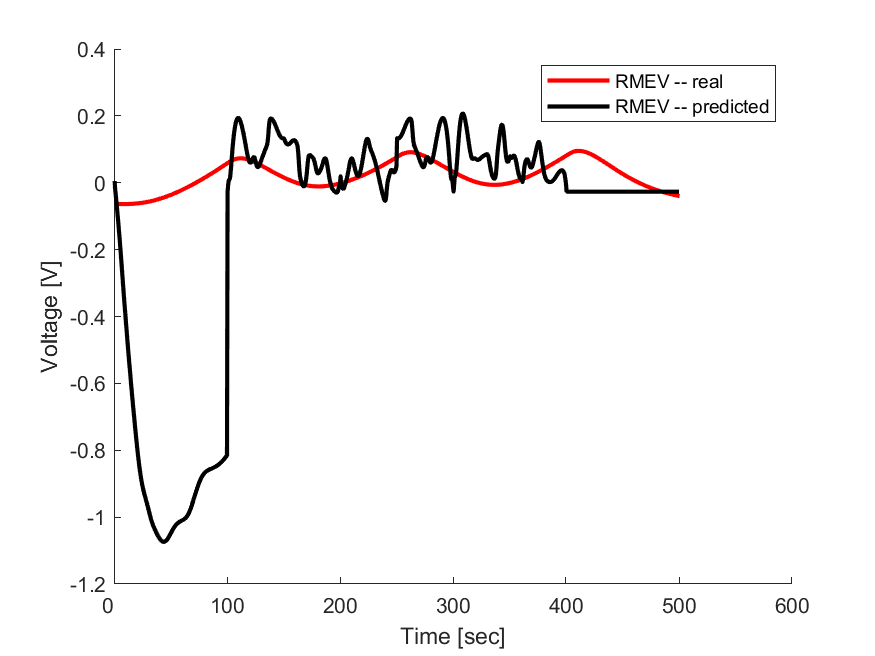 0.4
0.2
0
-0.2
-0.4
-0.6
-0.8
-1
-1.2
Voltage [V]
RMEV -- real
RMEV -- predicted
0 100 200 300 400 500 600
Time [sec]